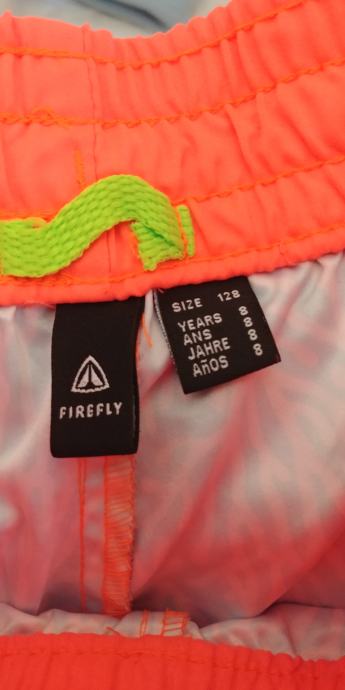 FIREFLY
SIZE 128
YEARS 8
ANS 8
JAHRE 8
AÑOS 8